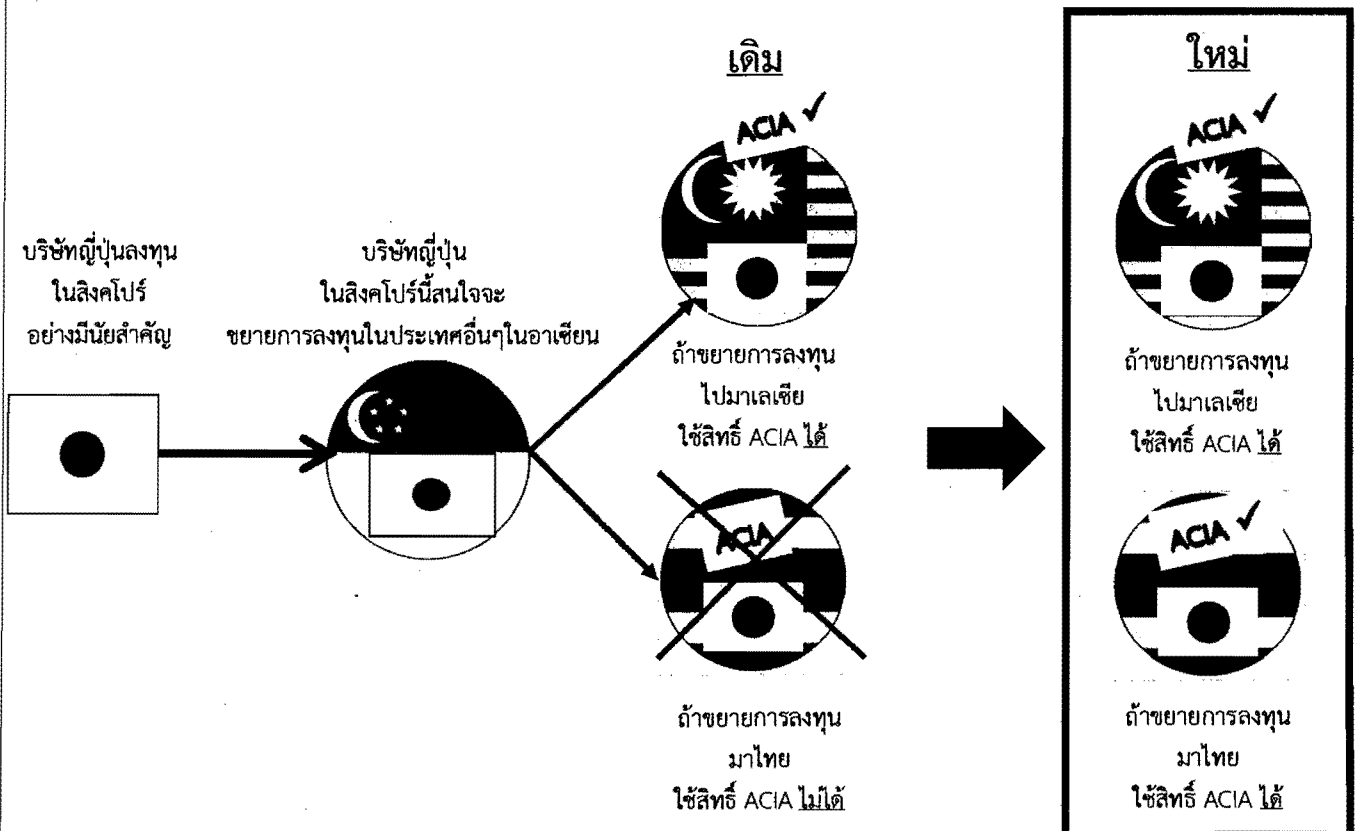 บริษัทญี่ปุ่นลงทุน
ในสิงคโปร์
อย่างมีนัยสำคัญ
บริษัทญี่ปุ่น
ในสิงคโปร์นี้สนใจจะ
ขยายการลงทุนในประเทศอื่นๆในอาเซียน
เดิม
ACIA ✓
ถ้าขยายการลงทุน
ไปมาเลเซีย
ใช้สิทธิ์ ACIA ได้
ACIA
ถ้าขยายการลงทุน
มาไทย
ใช้สิทธิ์ ACIA ไม่ได้
ใหม่
ACIA ✓
ถ้าขยายการลงทุน
ไปมาเลเซีย
ใช้สิทธิ์ ACIA ได้
ACIA ✓
ถ้าขยายการลงทุน
มาไทย
ใช้สิทธิ์ ACIA ได้